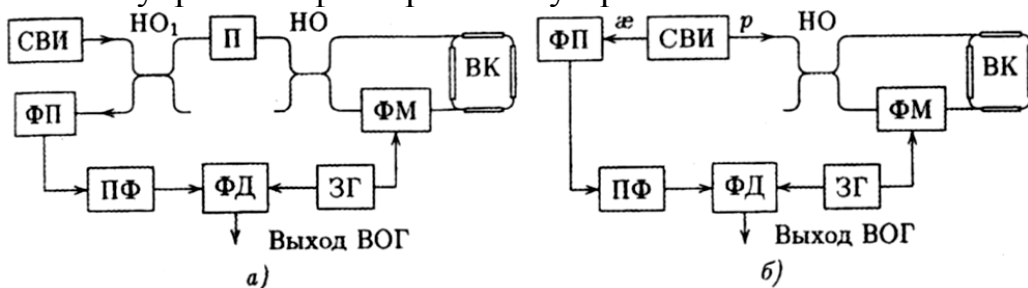 СВИ НО₁ П НО ВК
ФП ФМ
ПФ ФД ЗГ
Выход ВОГ
а)
ФП æ СВИ p НО ВК
ФМ
ПФ ФД ЗГ
Выход ВОГ
б)